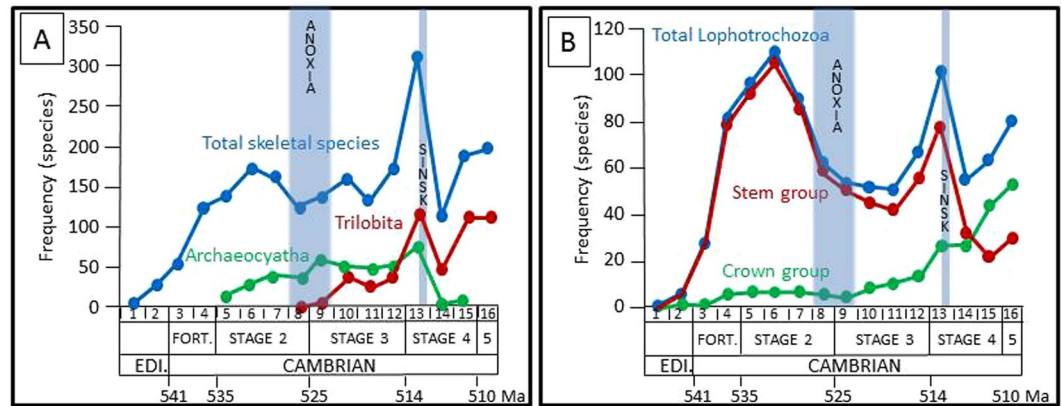 A
Frequency (species)
350
300
250
200
150
100
50
0
ANOXIA
SINSK
Total skeletal species
Trilobita
Archaeocyatha
1 2 3 4 5 6 7 8 9 10 11 12 13 14 15 16
FORT. STAGE 2 STAGE 3 STAGE 4 5
EDI. CAMBRIAN
541 535 525 514 510 Ma
B
Frequency (species)
120
100
80
60
40
20
0
Total Lophotrochozoa
ANOXIA
SINSK
Stem group
Crown group
1 2 3 4 5 6 7 8 9 10 11 12 13 14 15 16
FORT. STAGE 2 STAGE 3 STAGE 4 5
EDI. CAMBRIAN
541 535 525 514 510 Ma